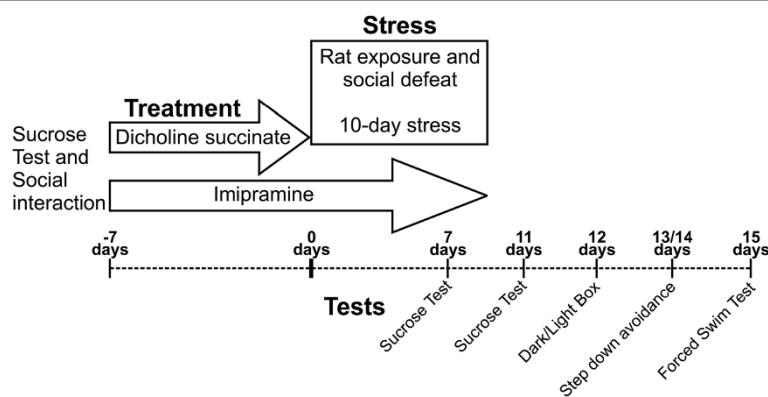 Stress
Rat exposure and
social defeat
10-day stress
Treatment
Dicholine succinate
Sucrose
Test and
Social
interaction
Imipramine
-7
days
0
days
7
days
11
days
12
days
13/14
days
15
days
Tests
Sucrose Test
Sucrose Test
Dark/Light Box
Step down avoidance
Forced Swim Test